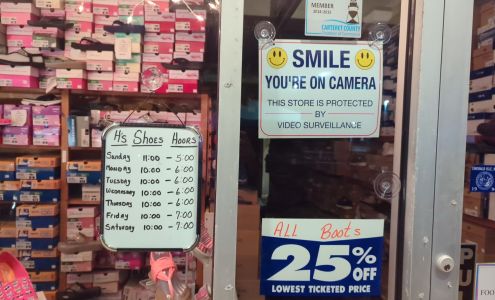 MEMBER
2014-2015
CARTERET COUNTY
SMILE
YOU'RE ON CAMERA
THIS STORE IS PROTECTED
BY
VIDEO SURVEILLANCE
H's Shoes Hours
Sunday 11:00 - 5:00
Monday 10:00 - 6:00
Tuesday 10:00 - 6:00
Wednesday 10:00 - 6:00
Thursday 10:00 - 6:00
Friday 10:00 - 7:00
Saturday 10:00 - 7:00
All Boots
25% OFF
LOWEST TICKETED PRICE